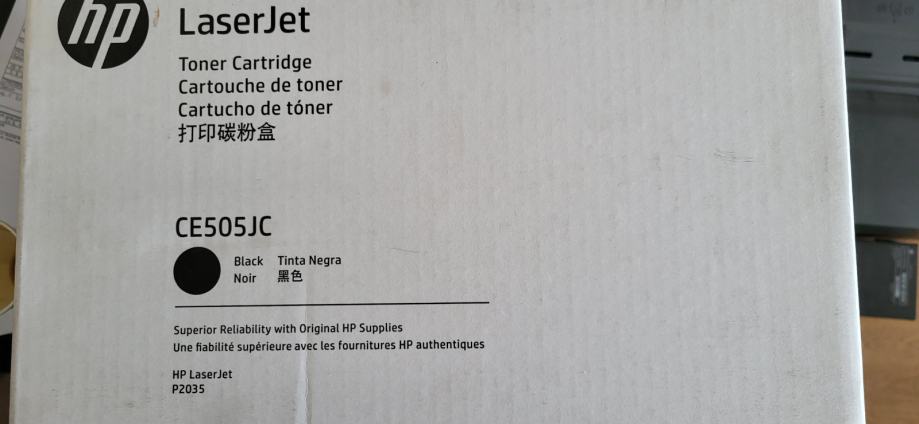 hp
LaserJet
Toner Cartridge
Cartouche de toner
Cartucho de tóner
打印碳粉盒
CE505JC
Black Tinta Negra
Noir 黑色
Superior Reliability with Original HP Supplies
Une fiabilité supérieure avec les fournitures HP authentiques
HP LaserJet
P2035